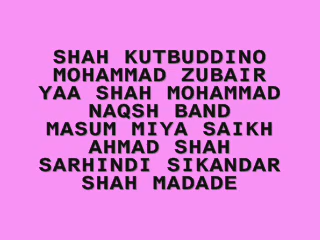 SHAH KUTBUDDINO
MOHAMMAD ZUBAIR
YAA SHAH MOHAMMAD
NAQSH BAND
MASUM MIYA SAIKH
AHMAD SHAH
SARHINDI SIKANDAR
SHAH MADADE